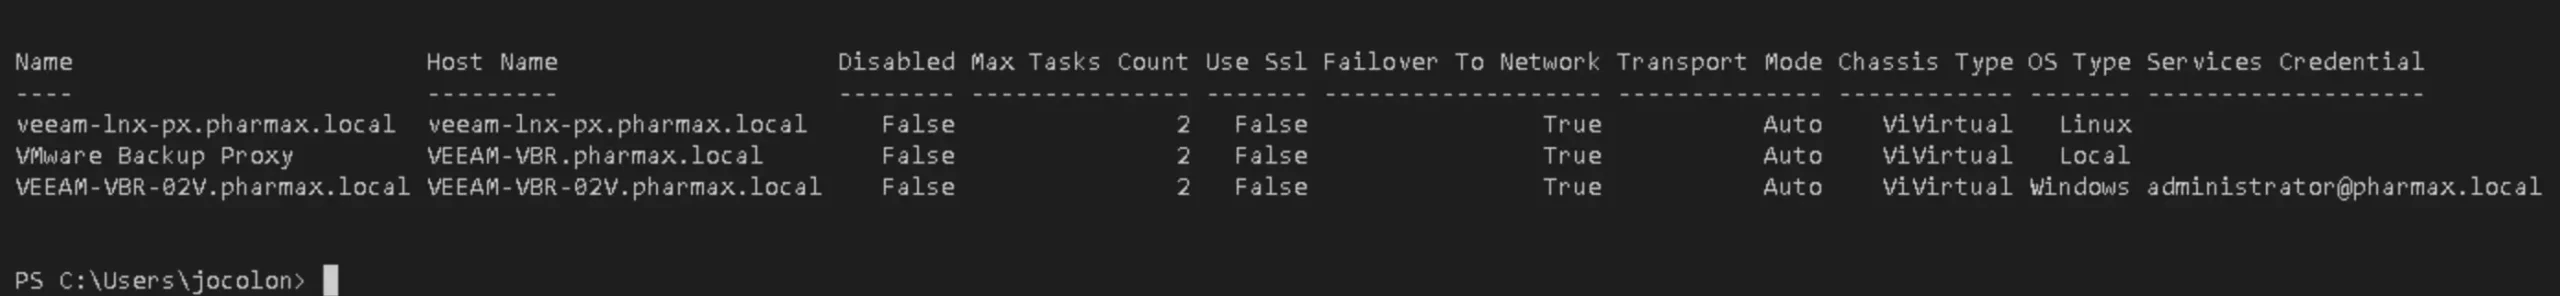 Name Host Name Disabled Max Tasks Count Use Ssl Failover To Network Transport Mode Chassis Type OS Type Services Credential
---- --------- -------- --------------- ------- ------------------- -------------- ------------ ------- -------------------
veeam-lnx-px.pharmax.local veeam-lnx-px.pharmax.local False 2 False True Auto ViVirtual Linux
VMware Backup Proxy VEEAM-VBR.pharmax.local False 2 False True Auto ViVirtual Local
VEEAM-VBR-02V.pharmax.local VEEAM-VBR-02V.pharmax.local False 2 False True Auto ViVirtual Windows administrator@pharmax.local
PS C:\Users\jocolon>